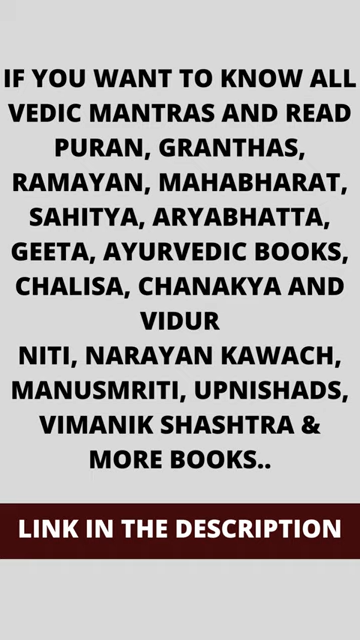 IF YOU WANT TO KNOW ALL
VEDIC MANTRAS AND READ
PURAN, GRANTHAS,
RAMAYAN, MAHABHARAT,
SAHITYA, ARYABHATTA,
GEETA, AYURVEDIC BOOKS,
CHALISA, CHANAKYA AND
VIDUR
NITI, NARAYAN KAWACH,
MANUSMRITI, UPNISHADS,
VIMANIK SHASHTRA &
MORE BOOKS..
LINK IN THE DESCRIPTION